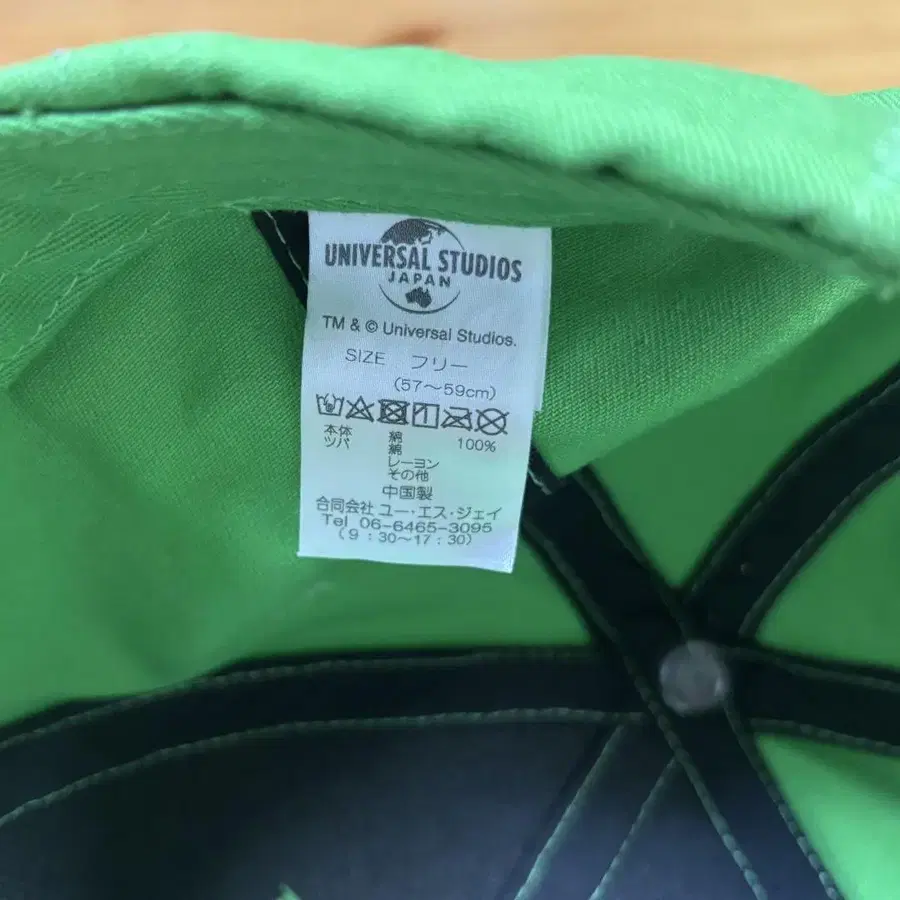 UNIVERSAL STUDIOS
JAPAN
TM & © Universal Studios.
SIZE フリー
(57～59cm)
本体 綿 100%
ツバ 綿
レーヨン
その他
中国製
合同会社 ユー・エス・ジェイ
Tel 06-6465-3095
(9:30～17:30)